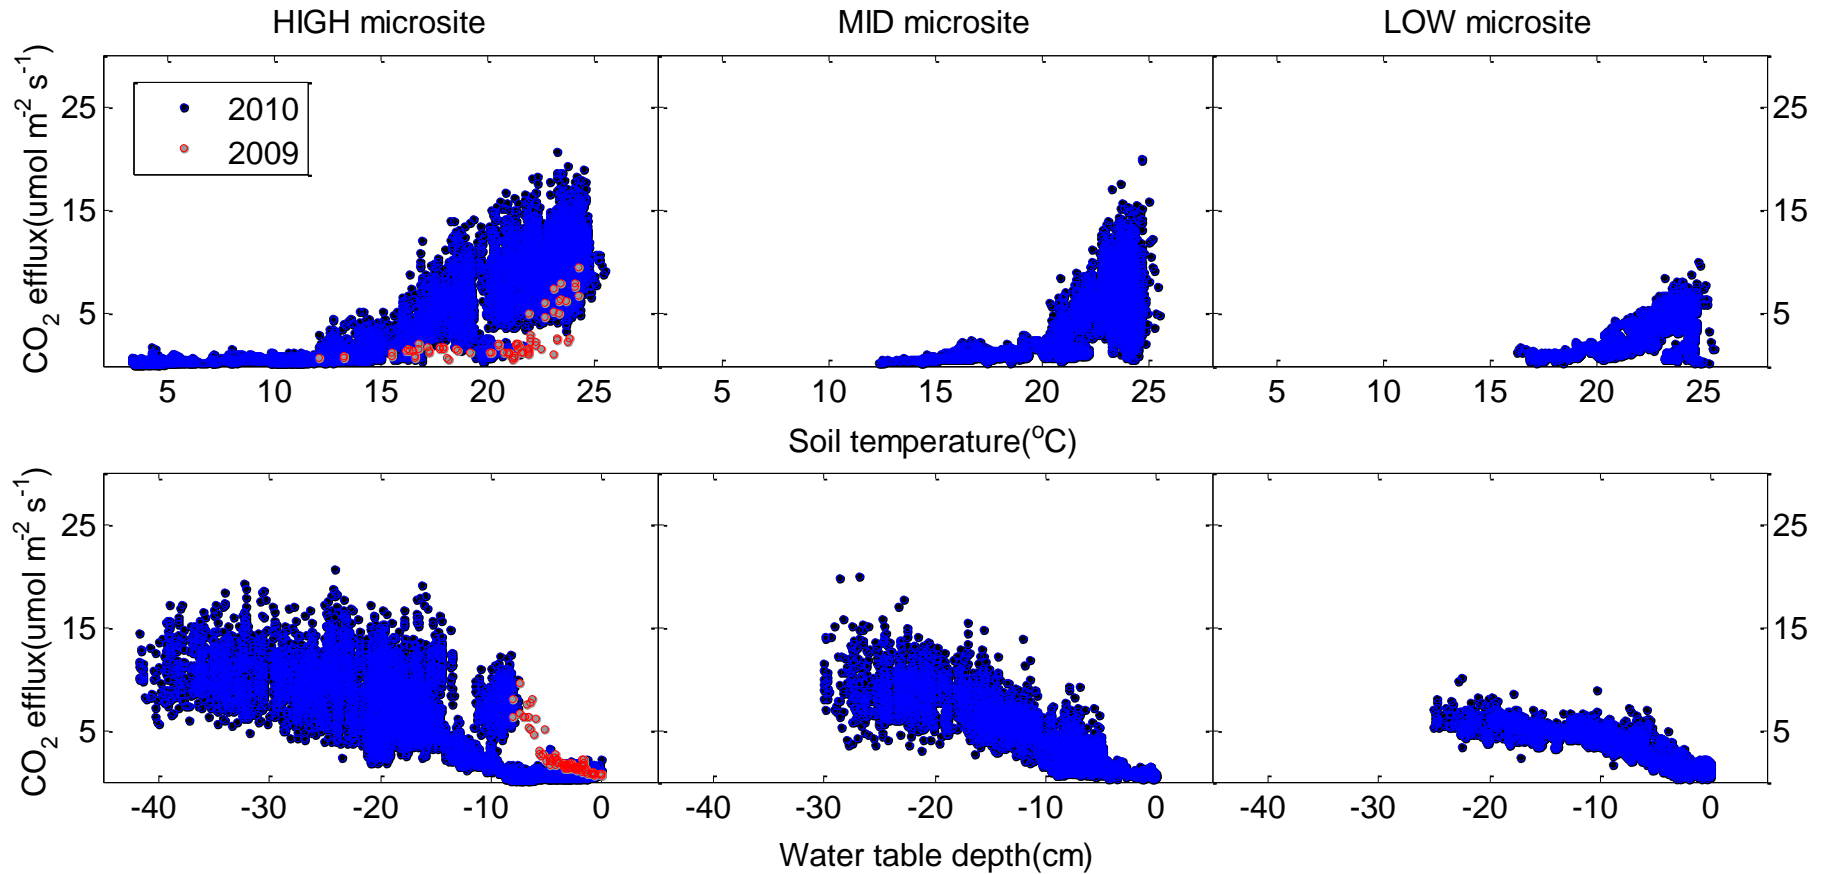 HIGH microsite MID microsite LOW microsite
CO2 efflux(umol m-2 s-1)
25
15
5
2010
2009
25
15
5
5 10 15 20 25 5 10 15 20 25 5 10 15 20 25
Soil temperature(oC)
CO2 efflux(umol m-2 s-1)
25
15
5
25
15
5
-40 -30 -20 -10 0 -40 -30 -20 -10 0 -40 -30 -20 -10 0
Water table depth(cm)